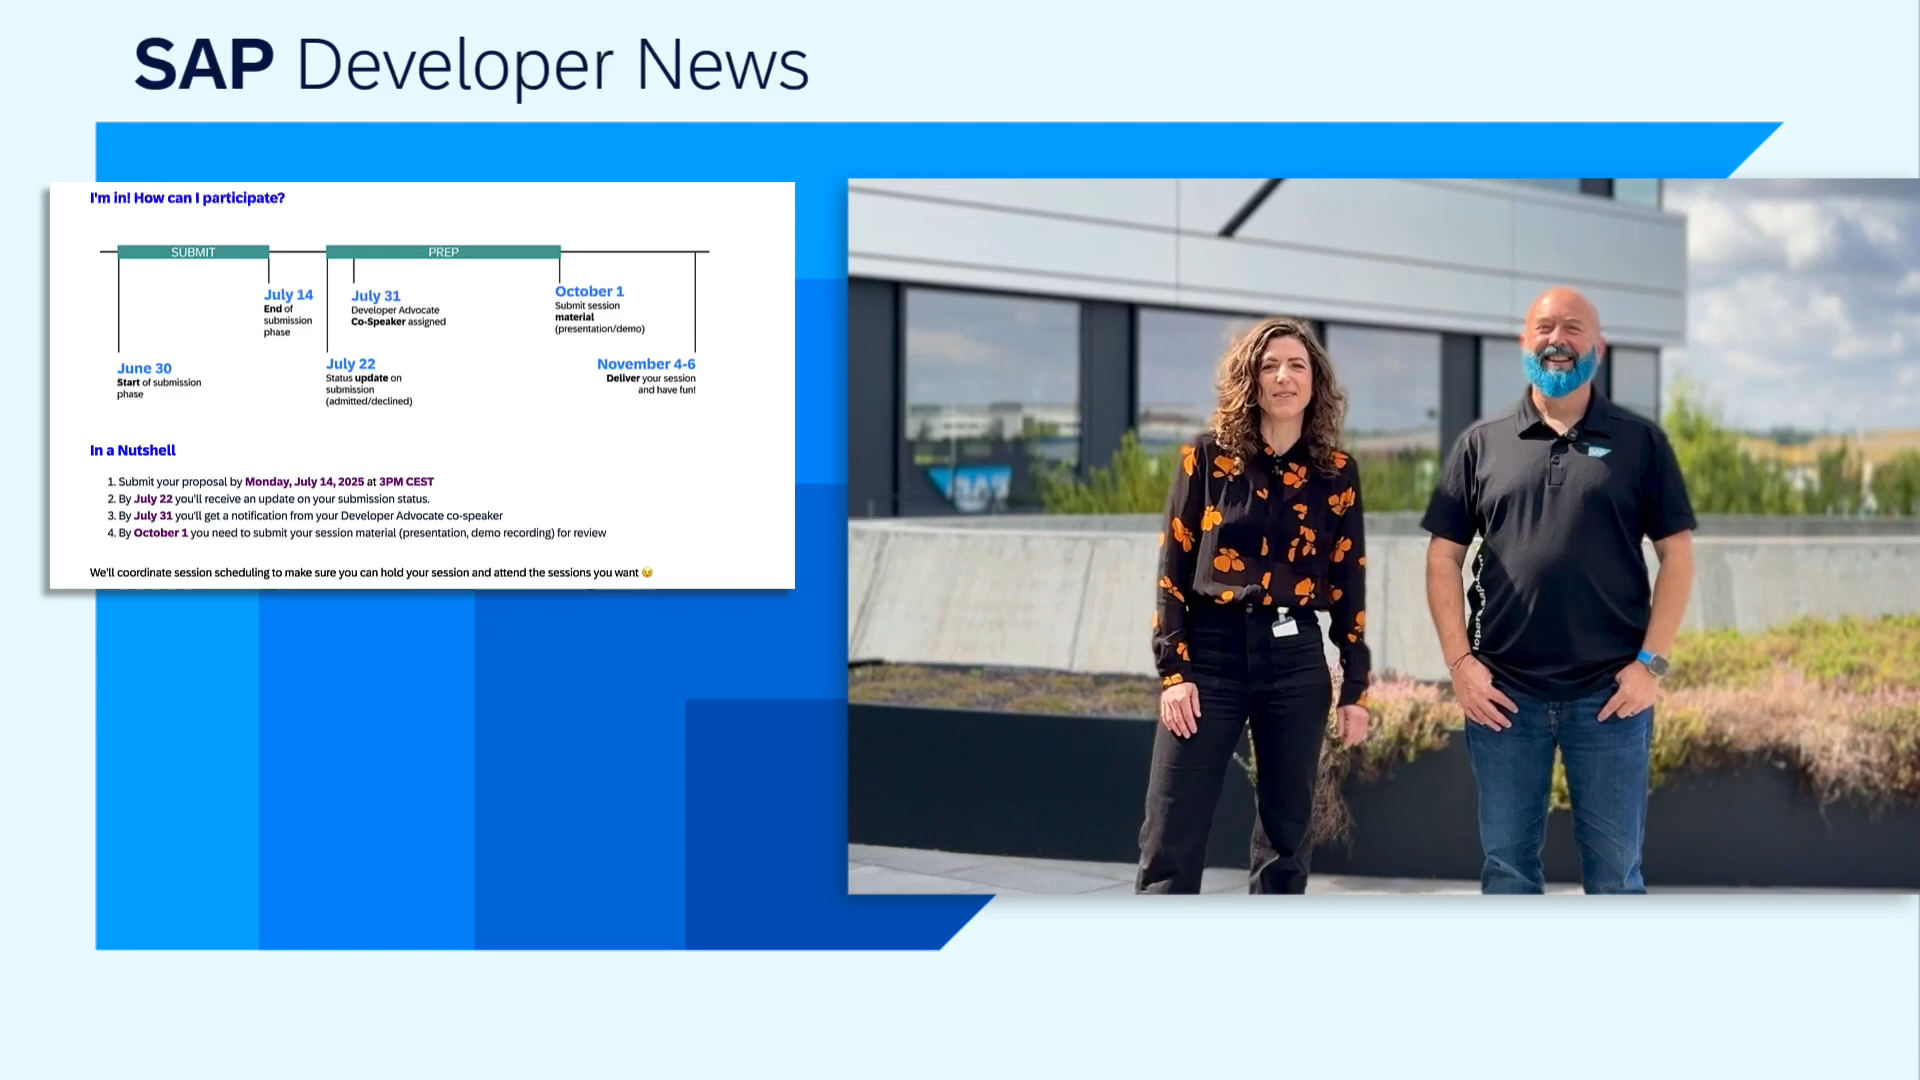 SAP Developer News
I'm in! How can I participate?
SUBMIT
PREP
July 14
End of
submission
phase
July 31
Developer Advocate
Co-Speaker assigned
October 1
Submit session
material
(presentation/demo)
June 30
Start of submission
phase
July 22
Status update on
submission
(admitted/declined)
November 4-6
Deliver your session
and have fun!
In a Nutshell
1. Submit your proposal by Monday, July 14, 2025 at 3PM CEST
2. By July 22 you'll receive an update on your submission status.
3. By July 31 you'll get a notification from your Developer Advocate co-speaker
4. By October 1 you need to submit your session material (presentation, demo recording) for review
We'll coordinate session scheduling to make sure you can hold your session and attend the sessions you want 😉
SAP
SAP